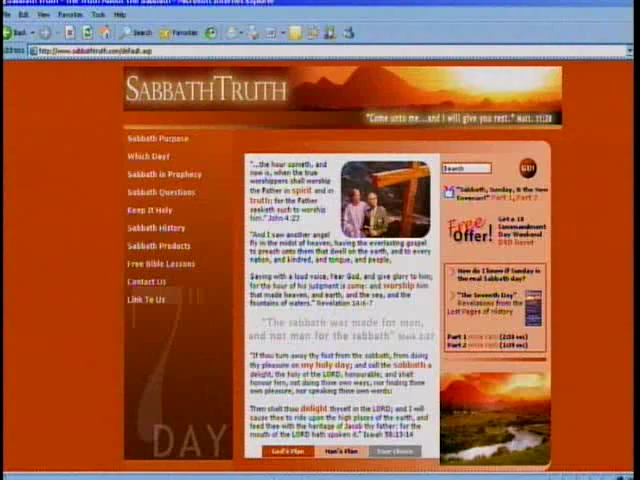 Sabbath Truth - The Truth About the Sabbath - Microsoft Internet Explorer
File Edit View Favorites Tools Help
Back Search Favorites
Address http://www.sabbathtruth.com/default.asp
SABBATHTRUTH
"Come unto me...and I will give you rest." Matt. 11:28
Sabbath Purpose
Which Day?
Sabbath in Prophecy
Sabbath Questions
Keep It Holy
Sabbath History
Sabbath Products
Free Bible Lessons
Contact Us
Link To Us
7TH
DAY
"...the hour cometh, and
now is, when the true
worshippers shall worship
the Father in spirit and in
truth: for the Father
seeketh such to worship
him." John 4:23
"And I saw another angel
fly in the midst of heaven, having the everlasting gospel
to preach unto them that dwell on the earth, and to every
nation, and kindred, and tongue, and people,
Saying with a loud voice, Fear God, and give glory to him;
for the hour of his judgment is come: and worship him
that made heaven, and earth, and the sea, and the
fountains of waters." Revelation 14:6-7
"The sabbath was made for man,
and not man for the sabbath" Mark 2:27
"If thou turn away thy foot from the sabbath, from doing
thy pleasure on my holy day; and call the Sabbath a
delight, the holy of the LORD, honourable; and shalt
honour him, not doing thine own ways, nor finding thine
own pleasure, nor speaking thine own words:
Then shalt thou delight thyself in the LORD; and I will
cause thee to ride upon the high places of the earth, and
feed thee with the heritage of Jacob thy father: for the
mouth of the LORD hath spoken it." Isaiah 58:13-14
God's Plan Man's Plan Your Choice
Search GO!
"Sabbath, Sunday, & the New
Covenant" Part 1, Part 2
Free
Offer!
Get a 10
Commandment
Day Weekend
How do I know if Sunday is
the real Sabbath day?
"The Seventh Day"
Revelations from the
Lost Pages of History
Part 1
Part 2